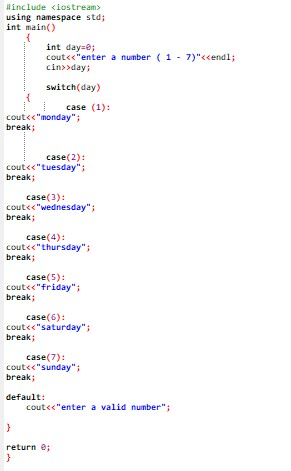 #include <iostream>
using namespace std;
int main()
{
int day=0;
cout<<"enter a number ( 1 - 7)"<<endl;
cin>>day;
switch(day)
{
case (1):
cout<<"monday";
break;
case(2):
cout<<"tuesday";
break;
case(3):
cout<<"wednesday";
break;
case(4):
cout<<"thursday";
break;
case(5):
cout<<"friday";
break;
case(6):
cout<<"saturday";
break;
case(7):
cout<<"sunday";
break;
default:
cout<<"enter a valid number";
}
return 0;
}